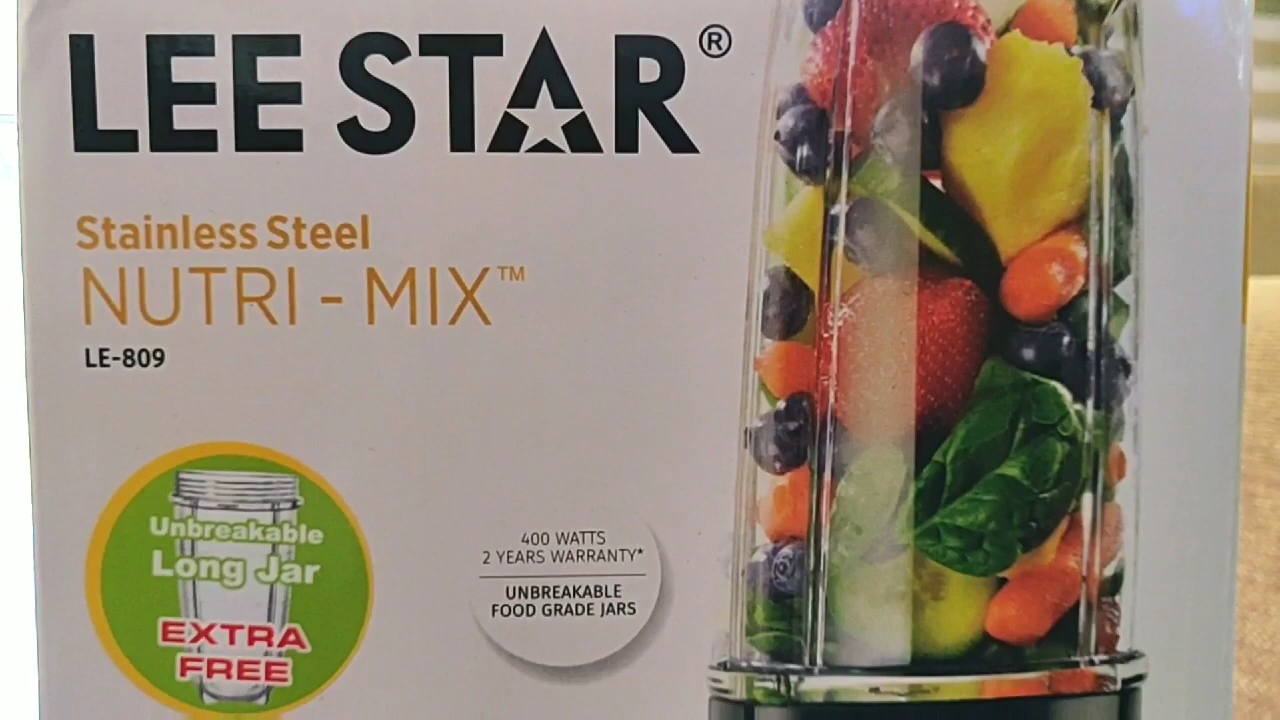 LEE STAR®
Stainless Steel
NUTRI - MIX™
LE-809
Unbreakable
Long Jar
EXTRA
FREE
400 WATTS
2 YEARS WARRANTY*
UNBREAKABLE
FOOD GRADE JARS